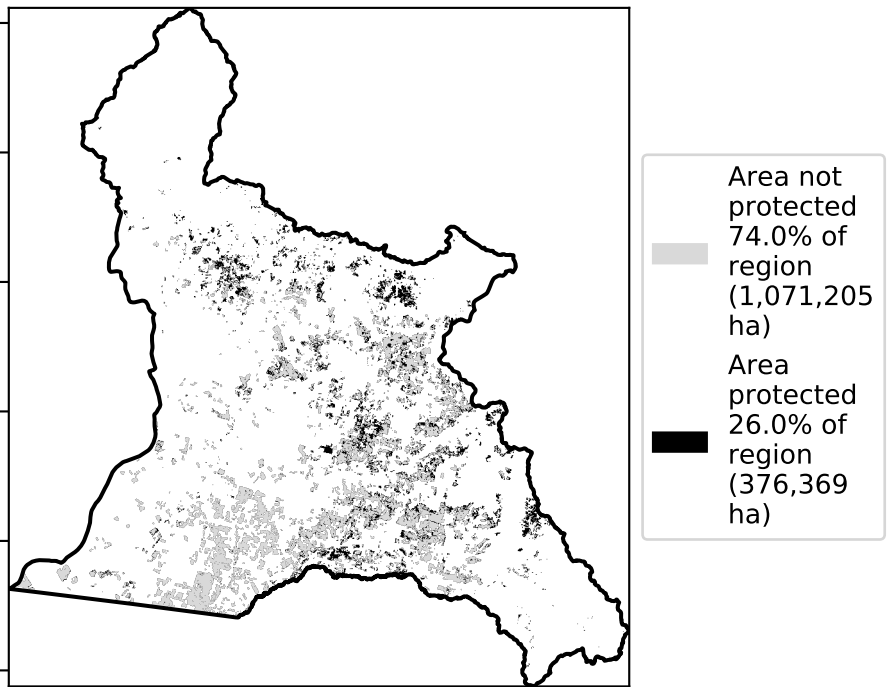 Area not
protected
74.0% of
region
(1,071,205
ha)
Area
protected
26.0% of
region
(376,369
ha)